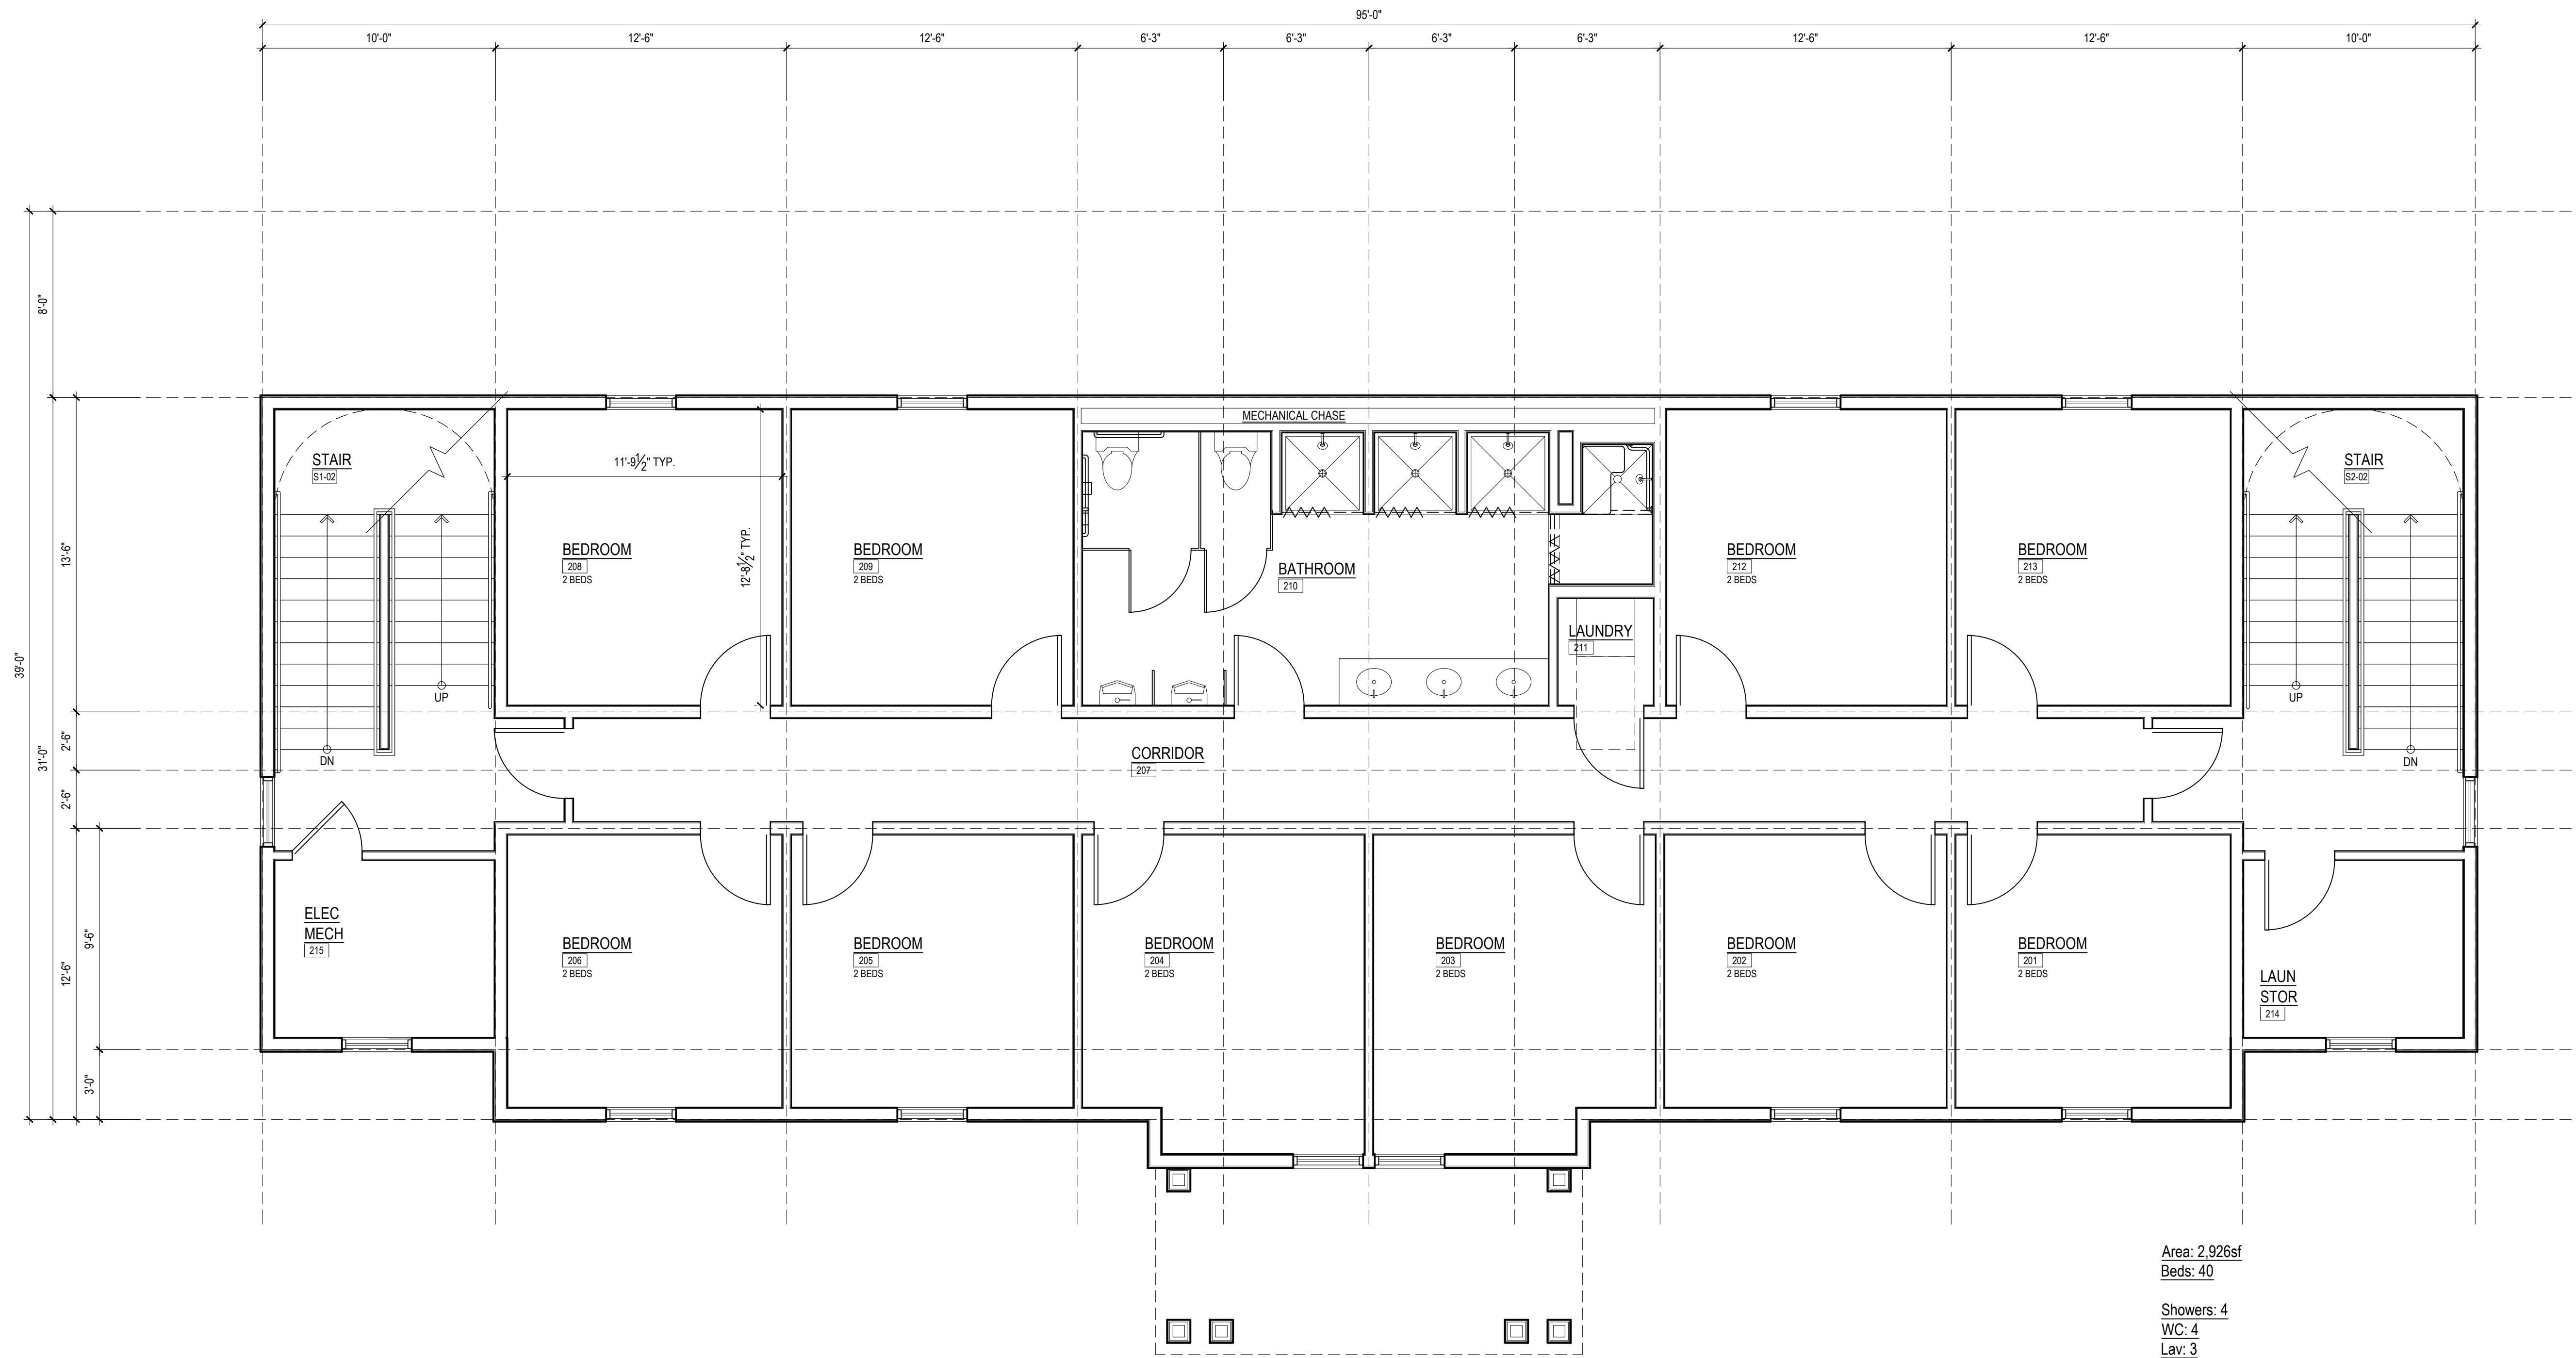 95'-0"
10'-0"
12'-6"
12'-6"
6'-3"
6'-3"
6'-3"
6'-3"
12'-6"
12'-6"
10'-0"
8'-0"
39'-0"
31'-0"
13'-6"
2'-6"
2'-6"
12'-6"
9'-6"
3'-0"
MECHANICAL CHASE
STAIR
S1-02
11'-9½" TYP.
12'-8½" TYP.
STAIR
S2-02
BEDROOM
208
2 BEDS
BEDROOM
209
2 BEDS
BATHROOM
210
BEDROOM
212
2 BEDS
BEDROOM
213
2 BEDS
LAUNDRY
211
UP
DN
UP
DN
CORRIDOR
207
ELEC
MECH
215
BEDROOM
206
2 BEDS
BEDROOM
205
2 BEDS
BEDROOM
204
2 BEDS
BEDROOM
203
2 BEDS
BEDROOM
202
2 BEDS
BEDROOM
201
2 BEDS
LAUN
STOR
214
Area: 2,926sf
Beds: 40
Showers: 4
WC: 4
Lav: 3